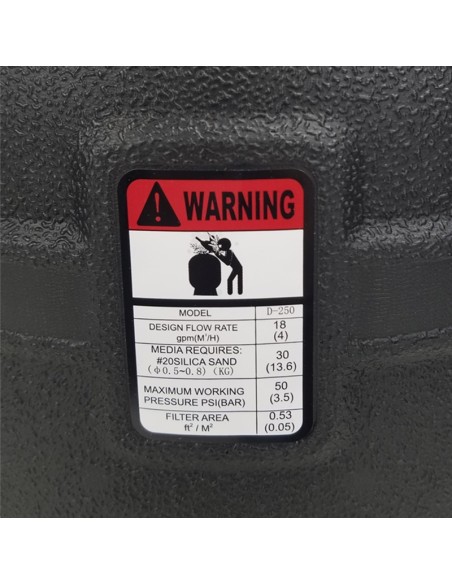 WARNING
MODEL D-250
DESIGN FLOW RATE 18
gpm(M³/H) (4)
MEDIA REQUIRES: 30
#20SILICA SAND (13.6)
(φ0.5~0.8) (KG)
MAXIMUM WORKING 50
PRESSURE PSI(BAR) (3.5)
FILTER AREA 0.53
ft² / M² (0.05)